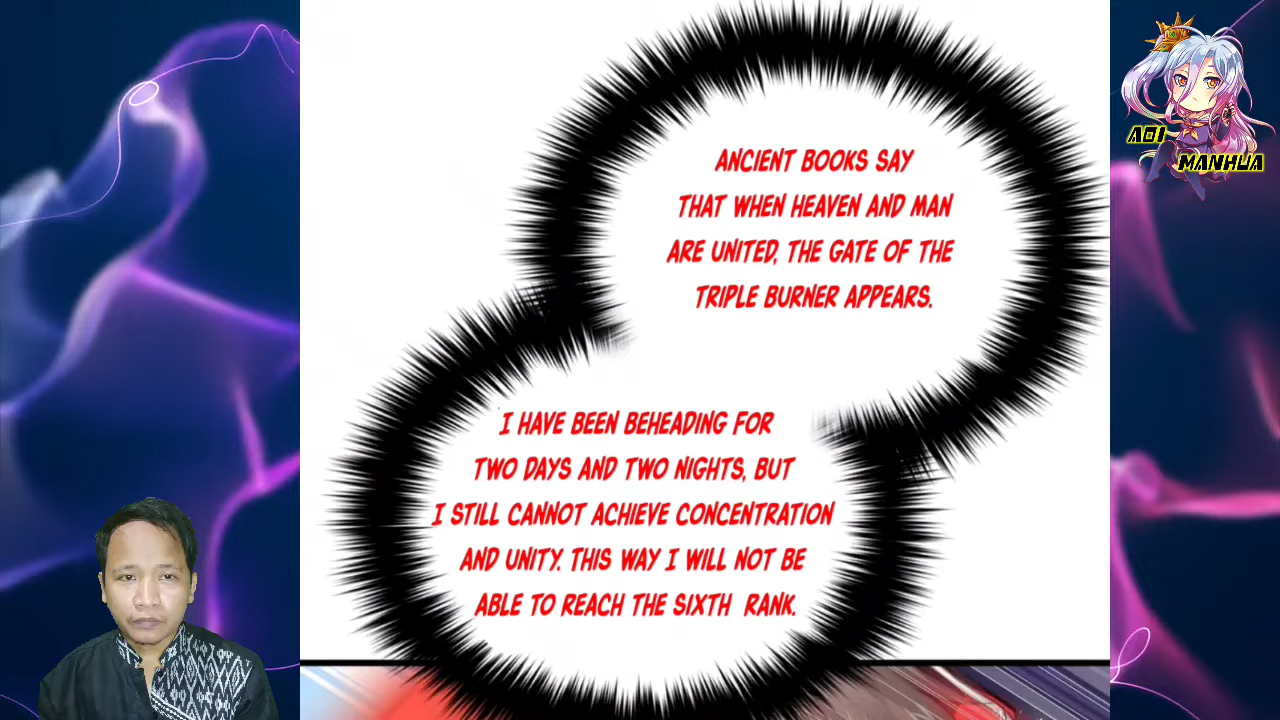 ANCIENT BOOKS SAY
THAT WHEN HEAVEN AND MAN
ARE UNITED, THE GATE OF THE
TRIPLE BURNER APPEARS.
I HAVE BEEN BEHEADING FOR
TWO DAYS AND TWO NIGHTS, BUT
I STILL CANNOT ACHIEVE CONCENTRATION
AND UNITY. THIS WAY I WILL NOT BE
ABLE TO REACH THE SIXTH RANK.
AOI
MANHUA